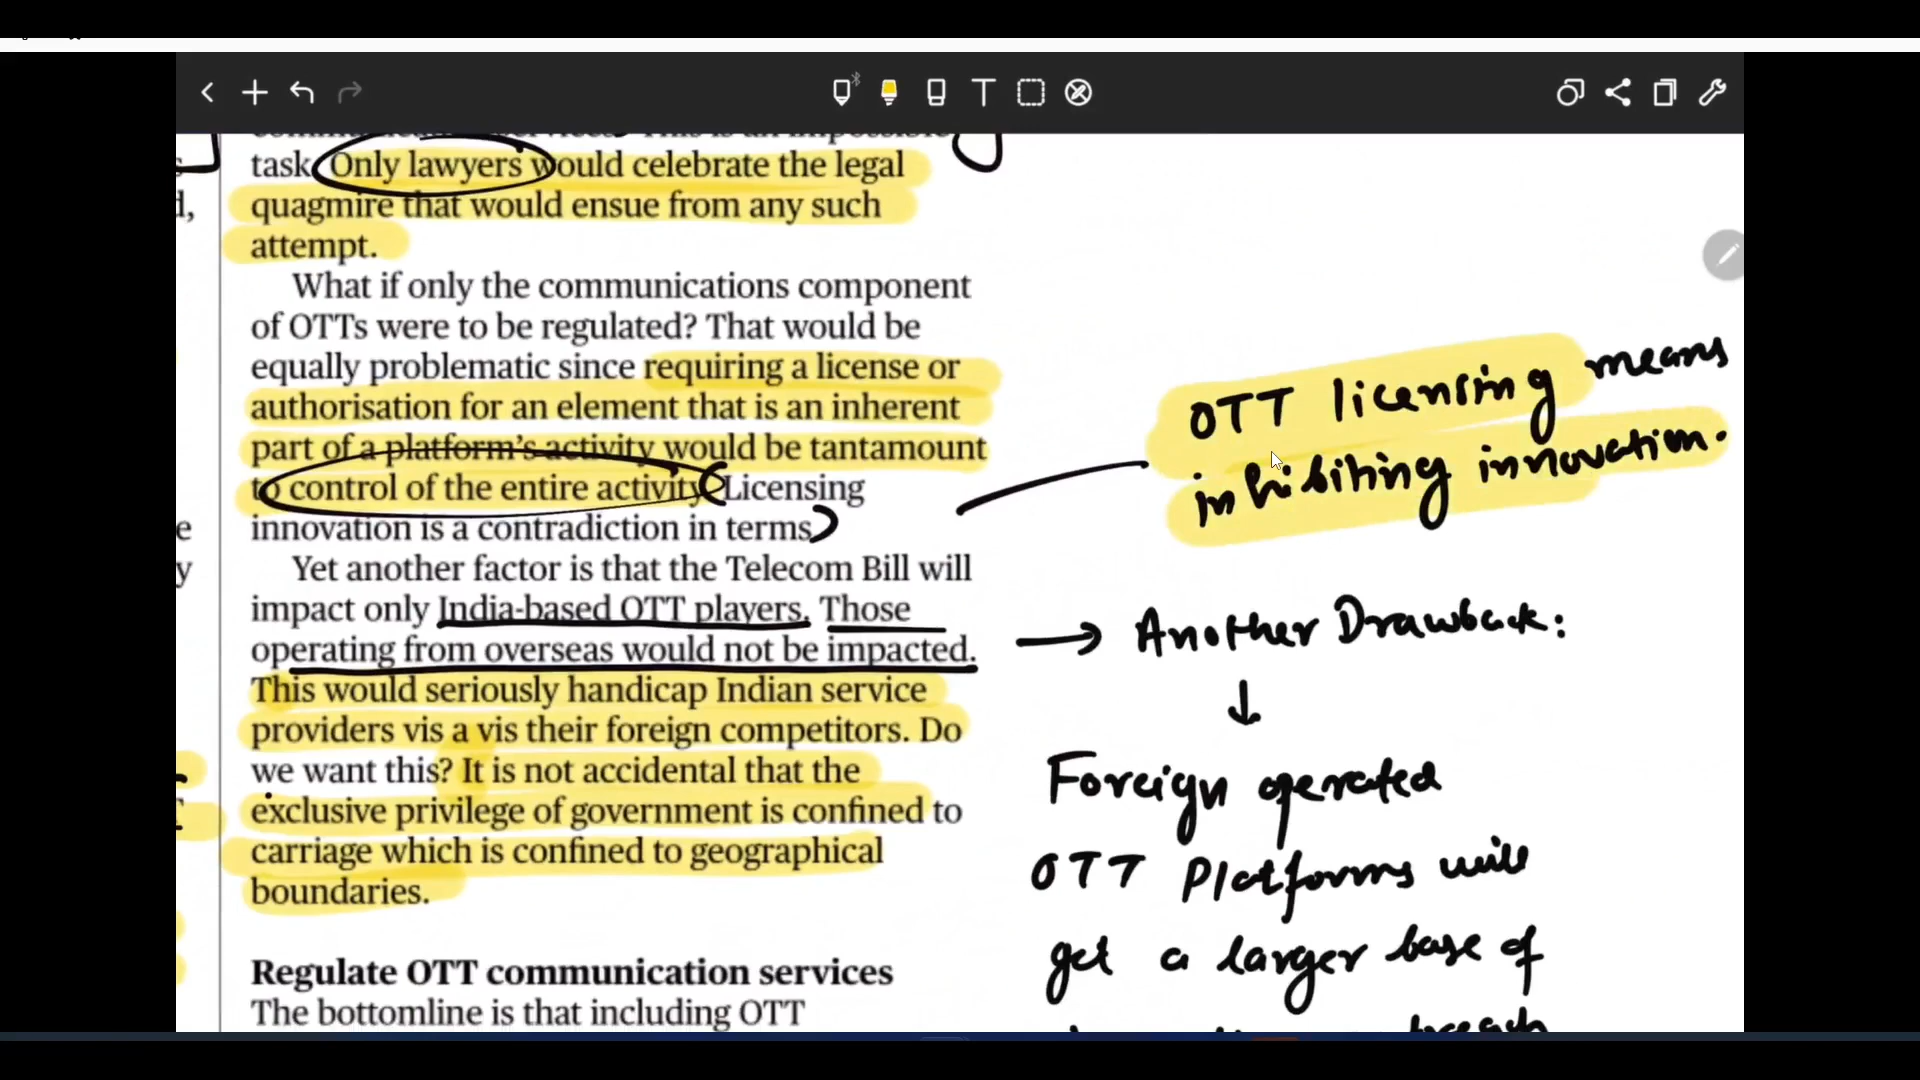 task. Only lawyers would celebrate the legal
quagmire that would ensue from any such
attempt.
What if only the communications component
of OTTs were to be regulated? That would be
equally problematic since requiring a license or
authorisation for an element that is an inherent
part of a platform's activity would be tantamount
to control of the entire activity. Licensing
innovation is a contradiction in terms.
Yet another factor is that the Telecom Bill will
impact only India-based OTT players. Those
operating from overseas would not be impacted.
This would seriously handicap Indian service
providers vis a vis their foreign competitors. Do
we want this? It is not accidental that the
exclusive privilege of government is confined to
carriage which is confined to geographical
boundaries.
Regulate OTT communication services
The bottomline is that including OTT
d,
e
y
OTT licensing means
inhibiting innovation.
→ Another Drawback:
↓
Foreign operated
OTT Platforms will
get a larger base of